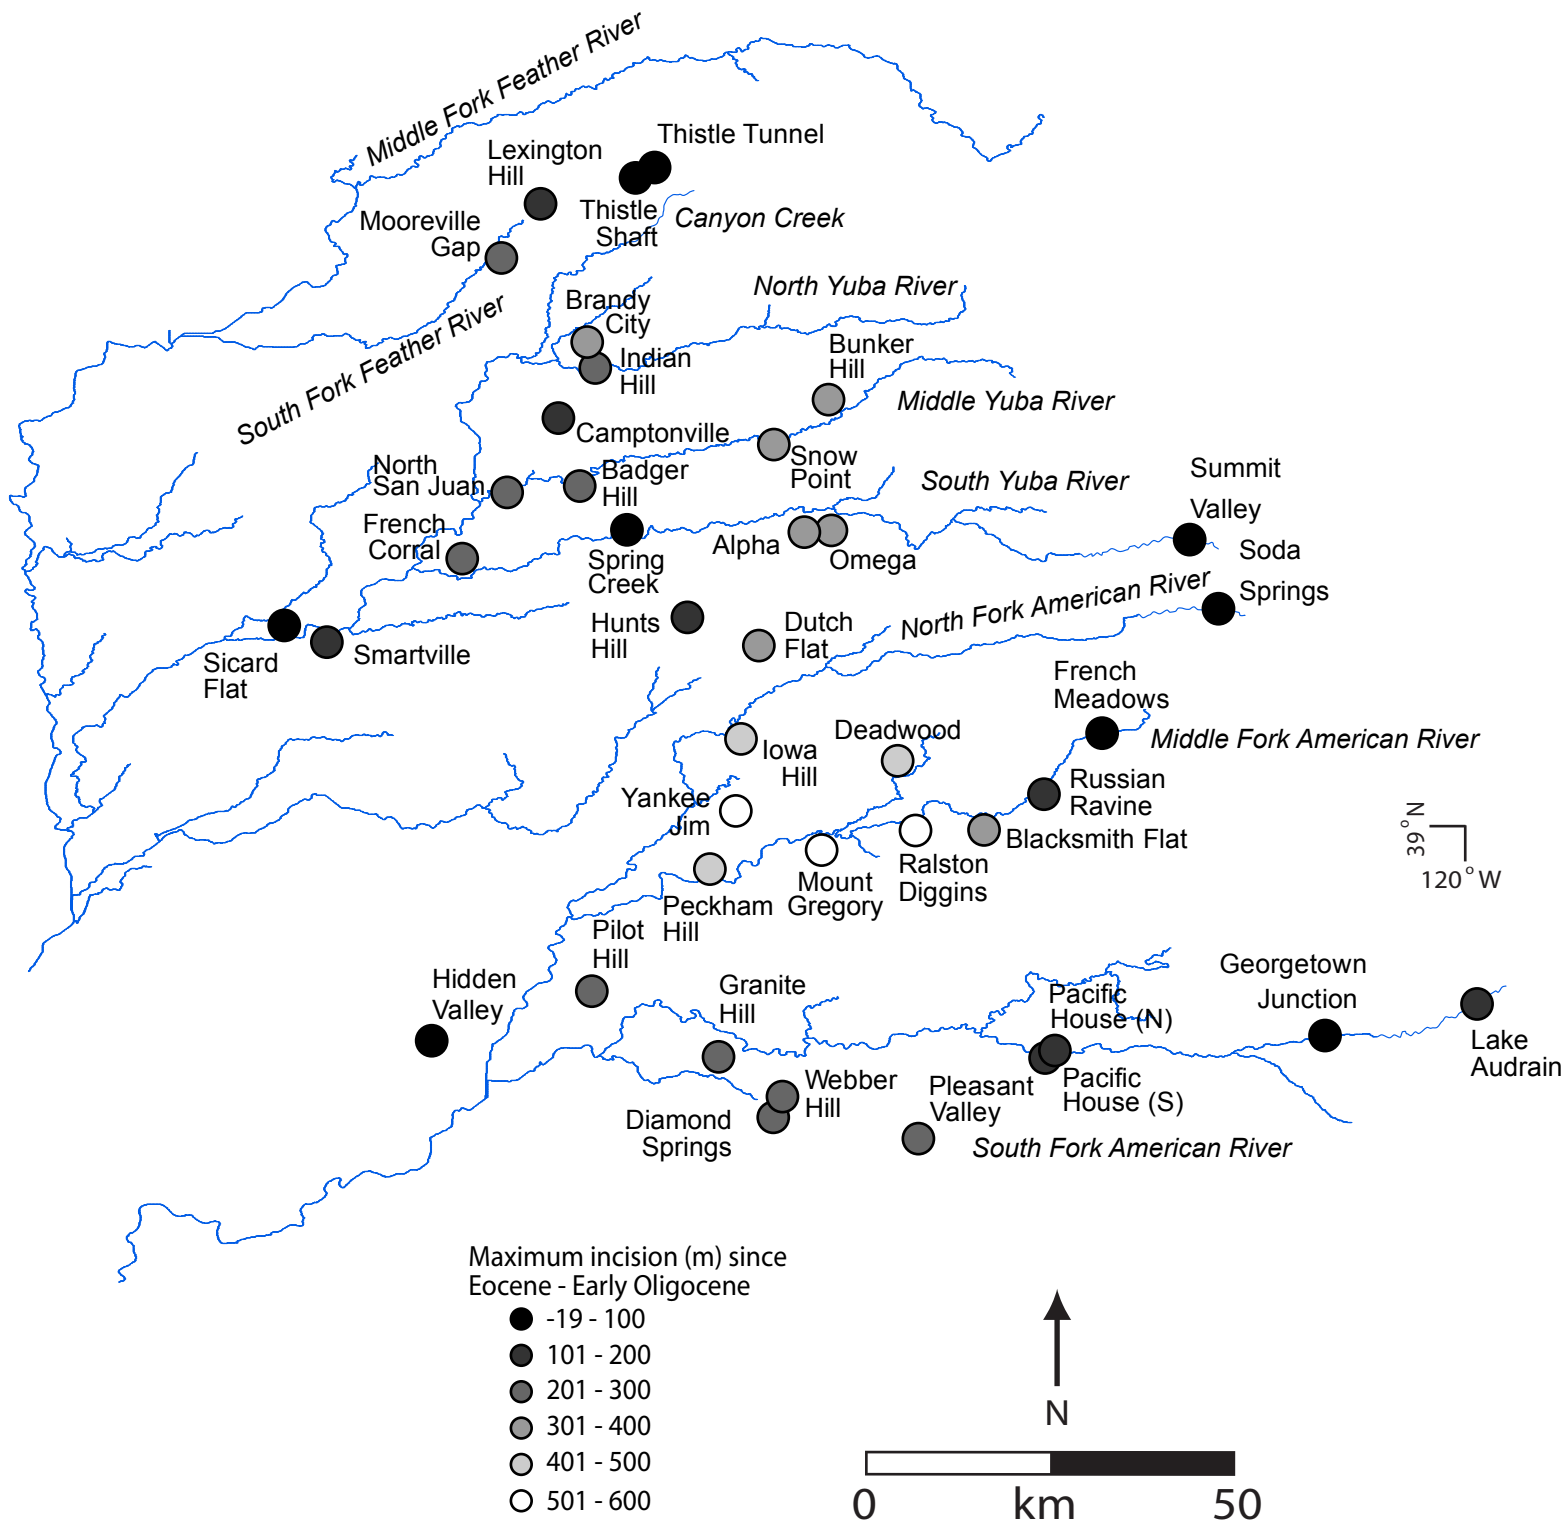 Middle Fork Feather River
Thistle Tunnel
Lexington
Hill
Thistle
Shaft
Canyon Creek
Mooreville
Gap
North Yuba River
Brandy
City
South Fork Feather River
Indian
Hill
Bunker
Hill
Middle Yuba River
Camptonville
Snow
Point
North
San Juan
Badger
Hill
South Yuba River
Summit
Valley
French
Corral
Spring
Creek
Alpha
Omega
Soda
Springs
North Fork American River
Hunts
Hill
Dutch
Flat
Sicard
Flat
Smartville
French
Meadows
Iowa
Hill
Deadwood
Middle Fork American River
Yankee
Jim
Russian
Ravine
Blacksmith Flat
Ralston
Diggins
Mount
Gregory
39°N
120°W
Peckham
Hill
Pilot
Hill
Hidden
Valley
Granite
Hill
Pacific
House (N)
Georgetown
Junction
Lake
Audrain
Webber
Hill
Pleasant
Valley
Pacific
House (S)
Diamond
Springs
South Fork American River
Maximum incision (m) since
Eocene - Early Oligocene
-19 - 100
101 - 200
201 - 300
301 - 400
401 - 500
501 - 600
N
0 km 50